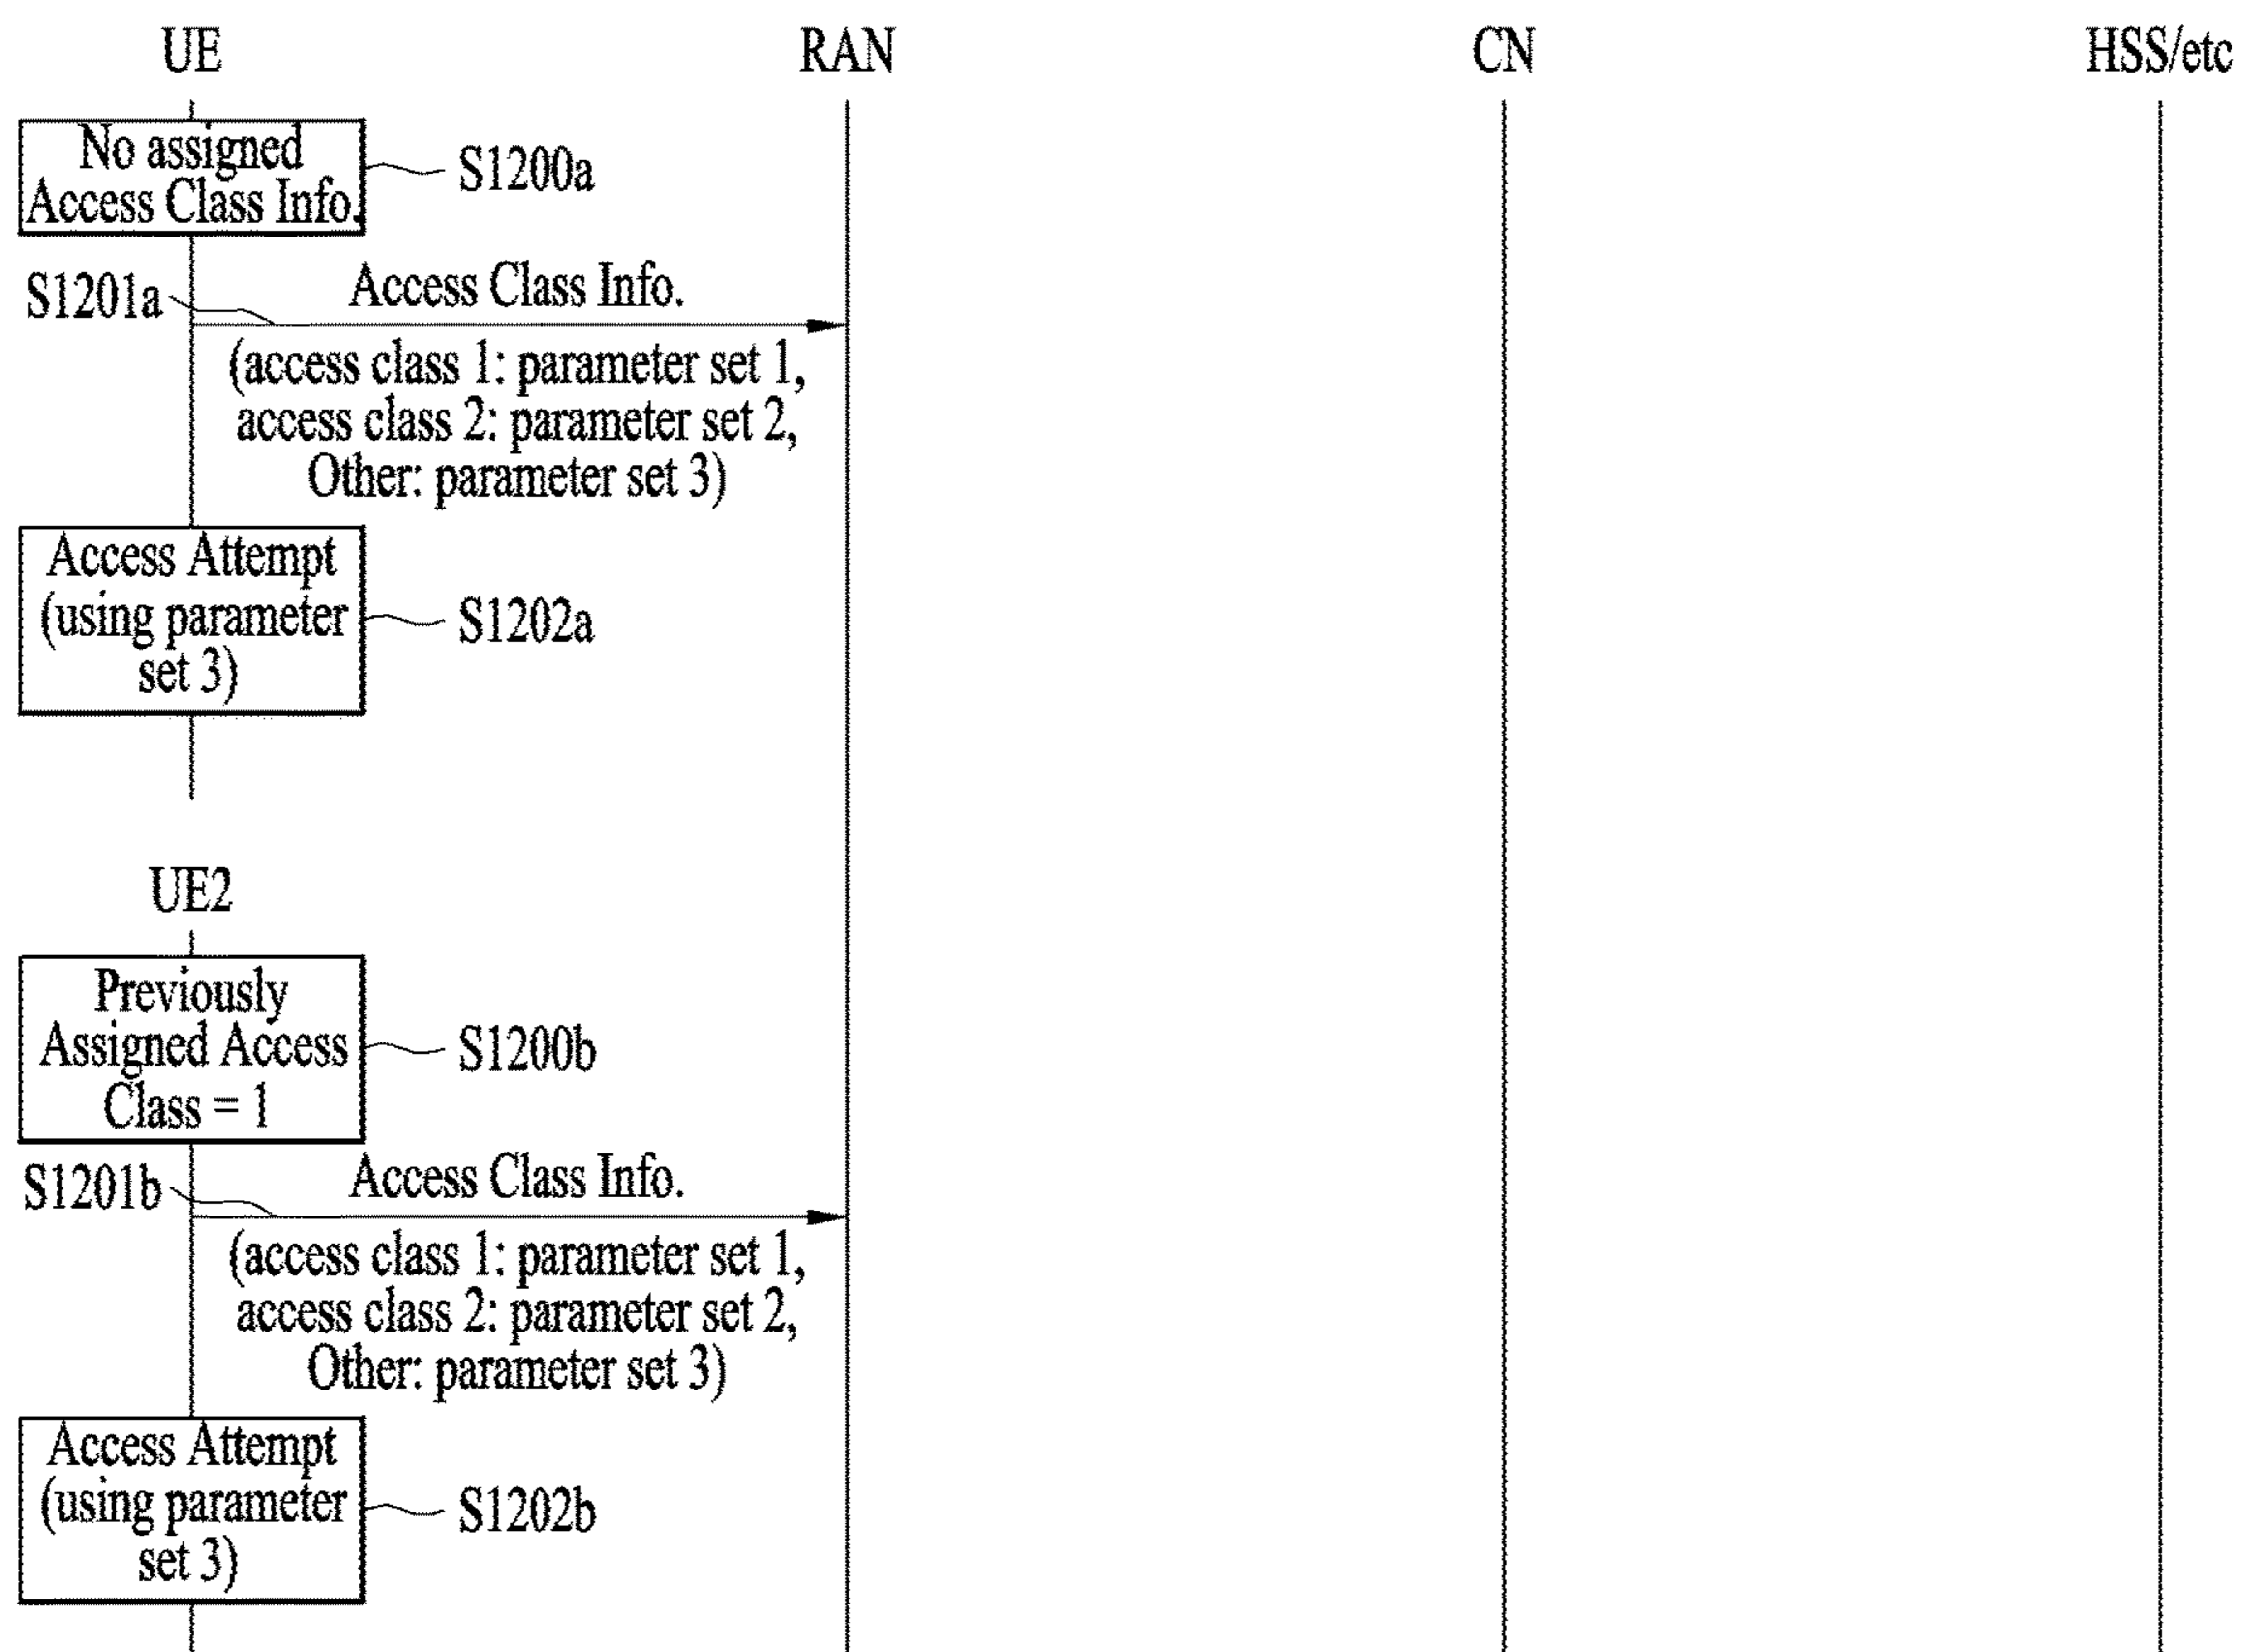 UE RAN CN HSS/etc
No assigned
Access Class Info.
S1200a
S1201a
Access Class Info.
(access class 1: parameter set 1,
access class 2: parameter set 2,
Other: parameter set 3)
Access Attempt
(using parameter
set 3)
S1202a
UE2
Previously
Assigned Access
Class = 1
S1200b
S1201b
Access Class Info.
(access class 1: parameter set 1,
access class 2: parameter set 2,
Other: parameter set 3)
Access Attempt
(using parameter
set 3)
S1202b